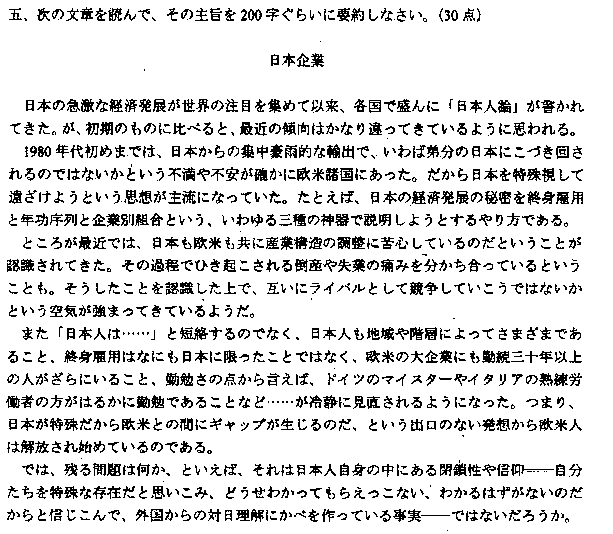 五、次の文章を読んで、その主旨を200字ぐらいに要約しなさい。(30点)
日本企業
日本の急激な経済発展が世界の注目を集めて以来、各国で盛んに「日本人論」が書かれ
てきた。が、初期のものに比べると、最近の傾向はかなり違ってきているように思われる。
1980年代初めまでは、日本からの集中豪雨的な輸出で、いわば弟分の日本にこづき回さ
れるのではないかという不満や不安が確かに欧米諸国にあった。だから日本を特殊視して
遠ざけようという思想が主流になっていた。たとえば、日本の経済発展の秘密を終身雇用
と年功序列と企業別組合という、いわゆる三種の神器で説明しようとするやり方である。
ところが最近では、日本も欧米も共に産業構造の調整に苦心しているのだということが
認識されてきた。その過程でひき起こされる倒産や失業の痛みを分かち合っているという
ことも。そうしたことを認識した上で、互いにライバルとして競争していこうではないか
という空気が強まってきているようだ。
また「日本人は……」と短絡するのでなく、日本人も地域や階層によってさまざまであ
ること、終身雇用はなにも日本に限ったことではなく、欧米の大企業にも勤続三十年以上
の人がざらにいること、勤勉さの点から言えば、ドイツのマイスターやイタリアの熟練労
働者の方がはるかに勤勉であることなど……が冷静に見直されるようになった。つまり、
日本が特殊だから欧米との間にギャップが生じるのだ、という出口のない発想から欧米人
は解放され始めているのである。
では、残る問題は何か、といえば、それは日本人自身の中にある閉鎖性や信仰――自分
たちを特殊な存在だと思いこみ、どうせわかってもらえっこない、わかるはずがないのだ
からと信じこんで、外国からの対日理解にかべを作っている事実――ではないだろうか。